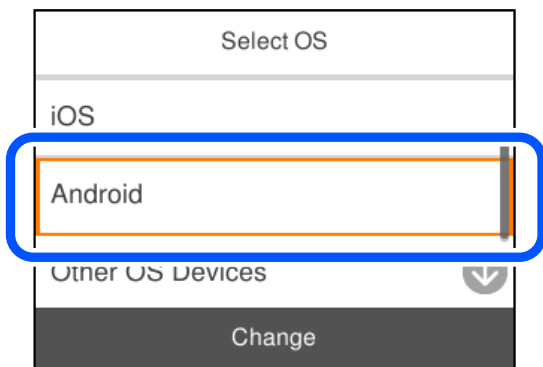 Select OS
iOS
Android
Other OS Devices
Change